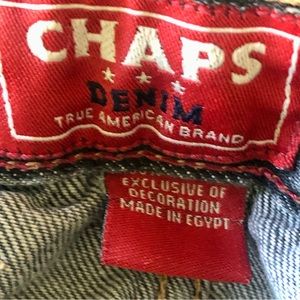 CHAPS
DENIM
TRUE AMERICAN BRAND
EXCLUSIVE OF
DECORATION
MADE IN EGYPT